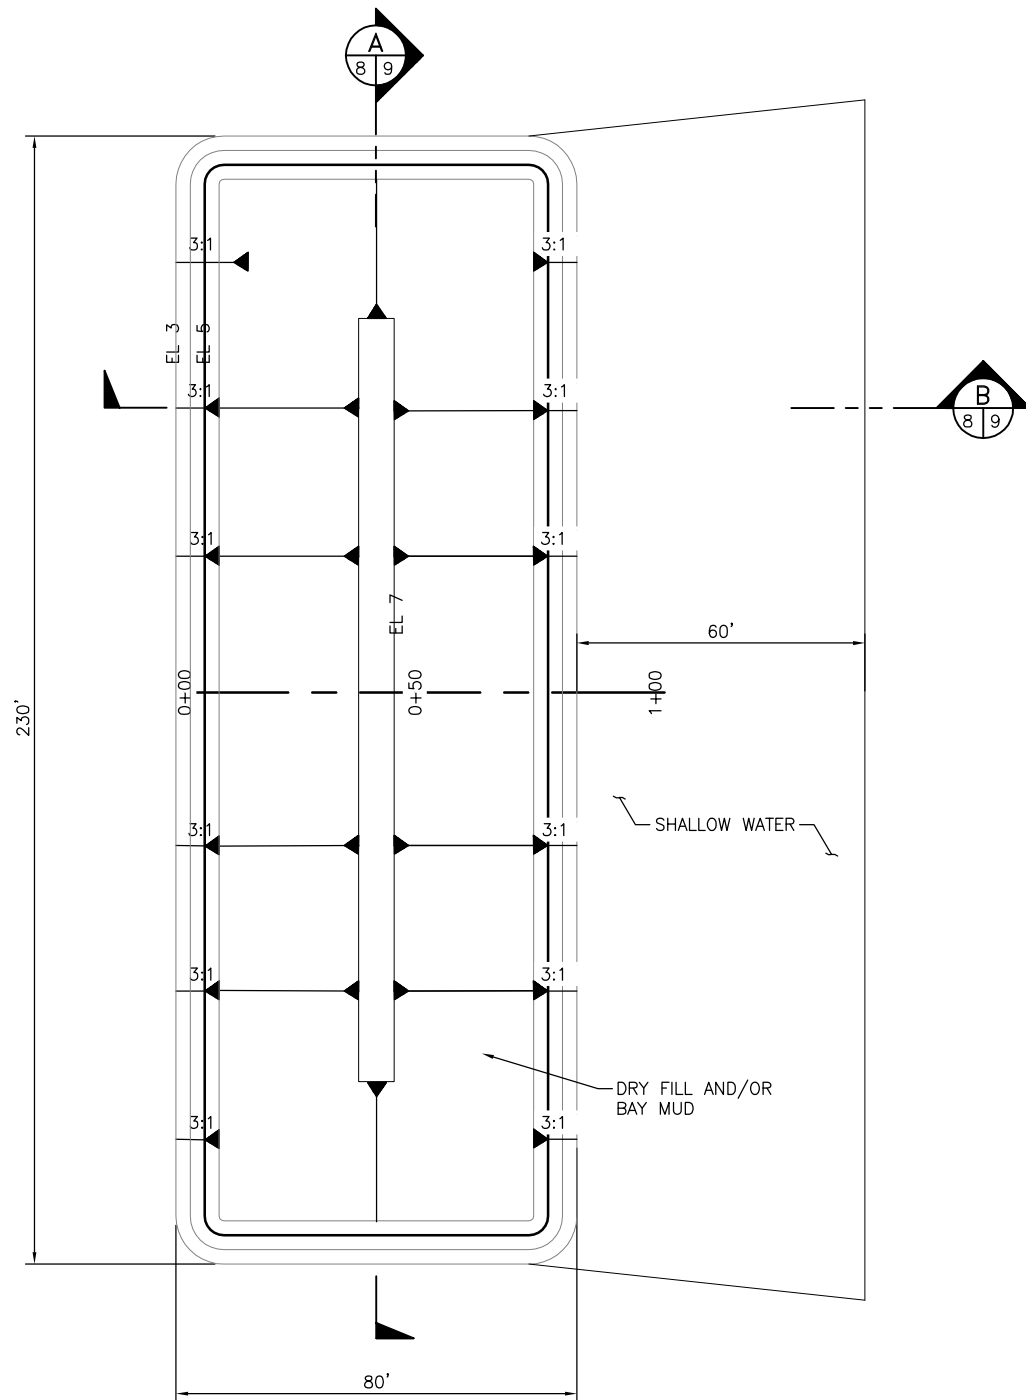 A
8 9
3:1 3:1
EL 3 EL 5
3:1 3:1
B
8 9
3:1 3:1
EL 7
60'
0+00 0+50 1+00
230'
SHALLOW WATER
3:1 3:1
3:1 3:1
DRY FILL AND/OR
BAY MUD
3:1 3:1
80'